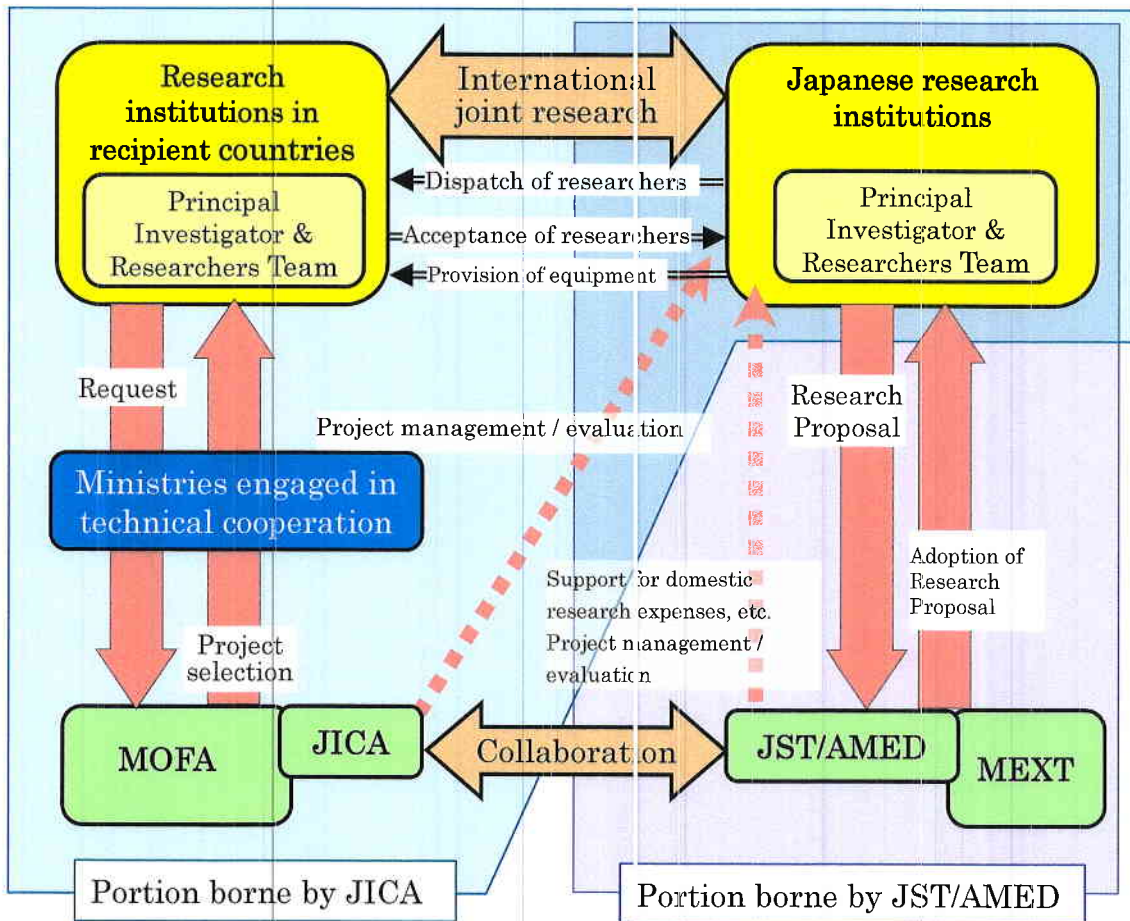 Research
institutions in
recipient countries
Principal
Investigator &
Researchers Team
International
joint research
Japanese research
institutions
Principal
Investigator &
Researchers Team
Dispatch of researchers
Acceptance of researchers
Provision of equipment
Request
Project management / evaluation
Research
Proposal
Ministries engaged in
technical cooperation
Adoption of
Research
Proposal
Support for domestic
research expenses, etc.
Project management /
evaluation
Project
selection
MOFA
JICA
Collaboration
JST/AMED
MEXT
Portion borne by JICA
Portion borne by JST/AMED